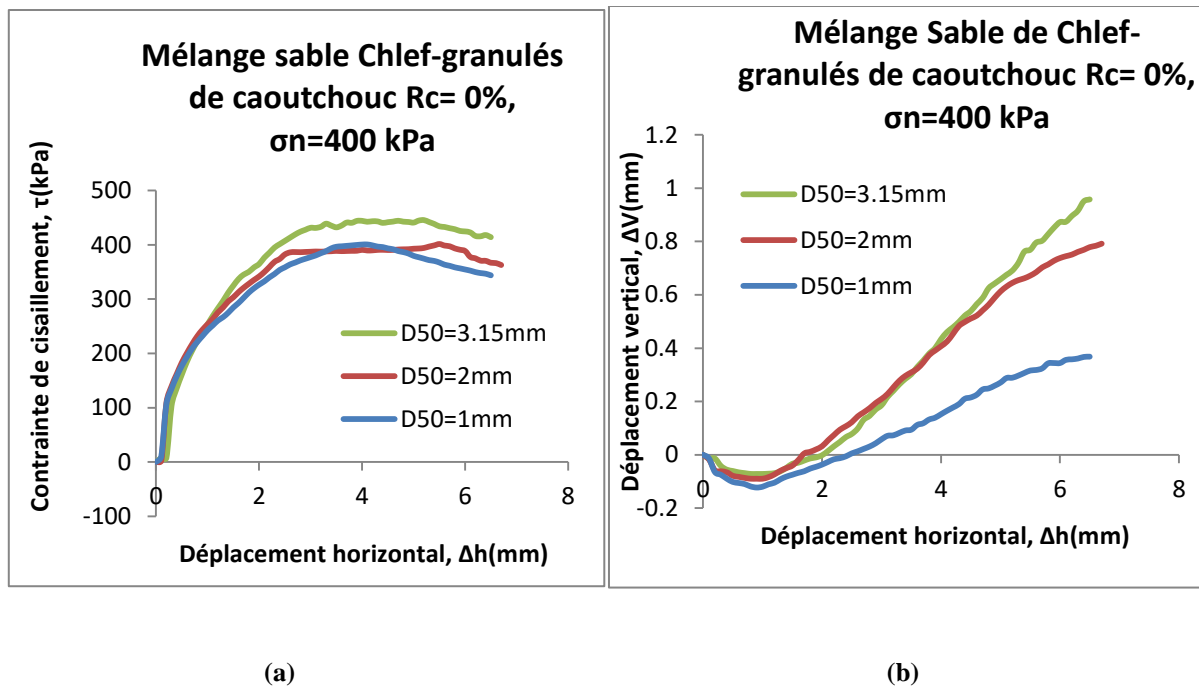 Mélange sable Chlef-granulés
de caoutchouc Rc= 0%,
σn=400 kPa
Contrainte de cisaillement, τ(kPa)
500
400
300
200
100
0
-100
0
2
4
6
8
D50=3.15mm
D50=2mm
D50=1mm
Déplacement horizontal, Δh(mm)
(a)
Mélange Sable de Chlef-
granulés de caoutchouc Rc= 0%,
σn=400 kPa
Déplacement vertical, ΔV(mm)
1.2
1
0.8
0.6
0.4
0.2
0
-0.2
0
2
4
6
8
D50=3.15mm
D50=2mm
D50=1mm
Déplacement horizontal, Δh(mm)
(b)